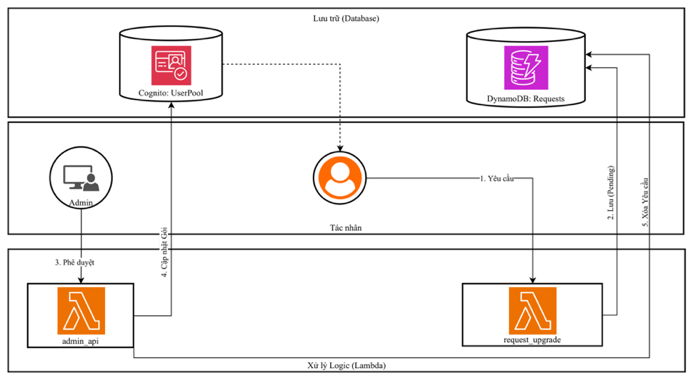 Lưu trữ (Database)
Cognito: UserPool
DynamoDB: Requests
Admin
1. Yêu cầu
2. Lưu (Pending)
5. Xóa Yêu cầu
Tác nhân
3. Phê duyệt
4. Cập nhật Gói
admin_api
request_upgrade
Xử lý Logic (Lambda)